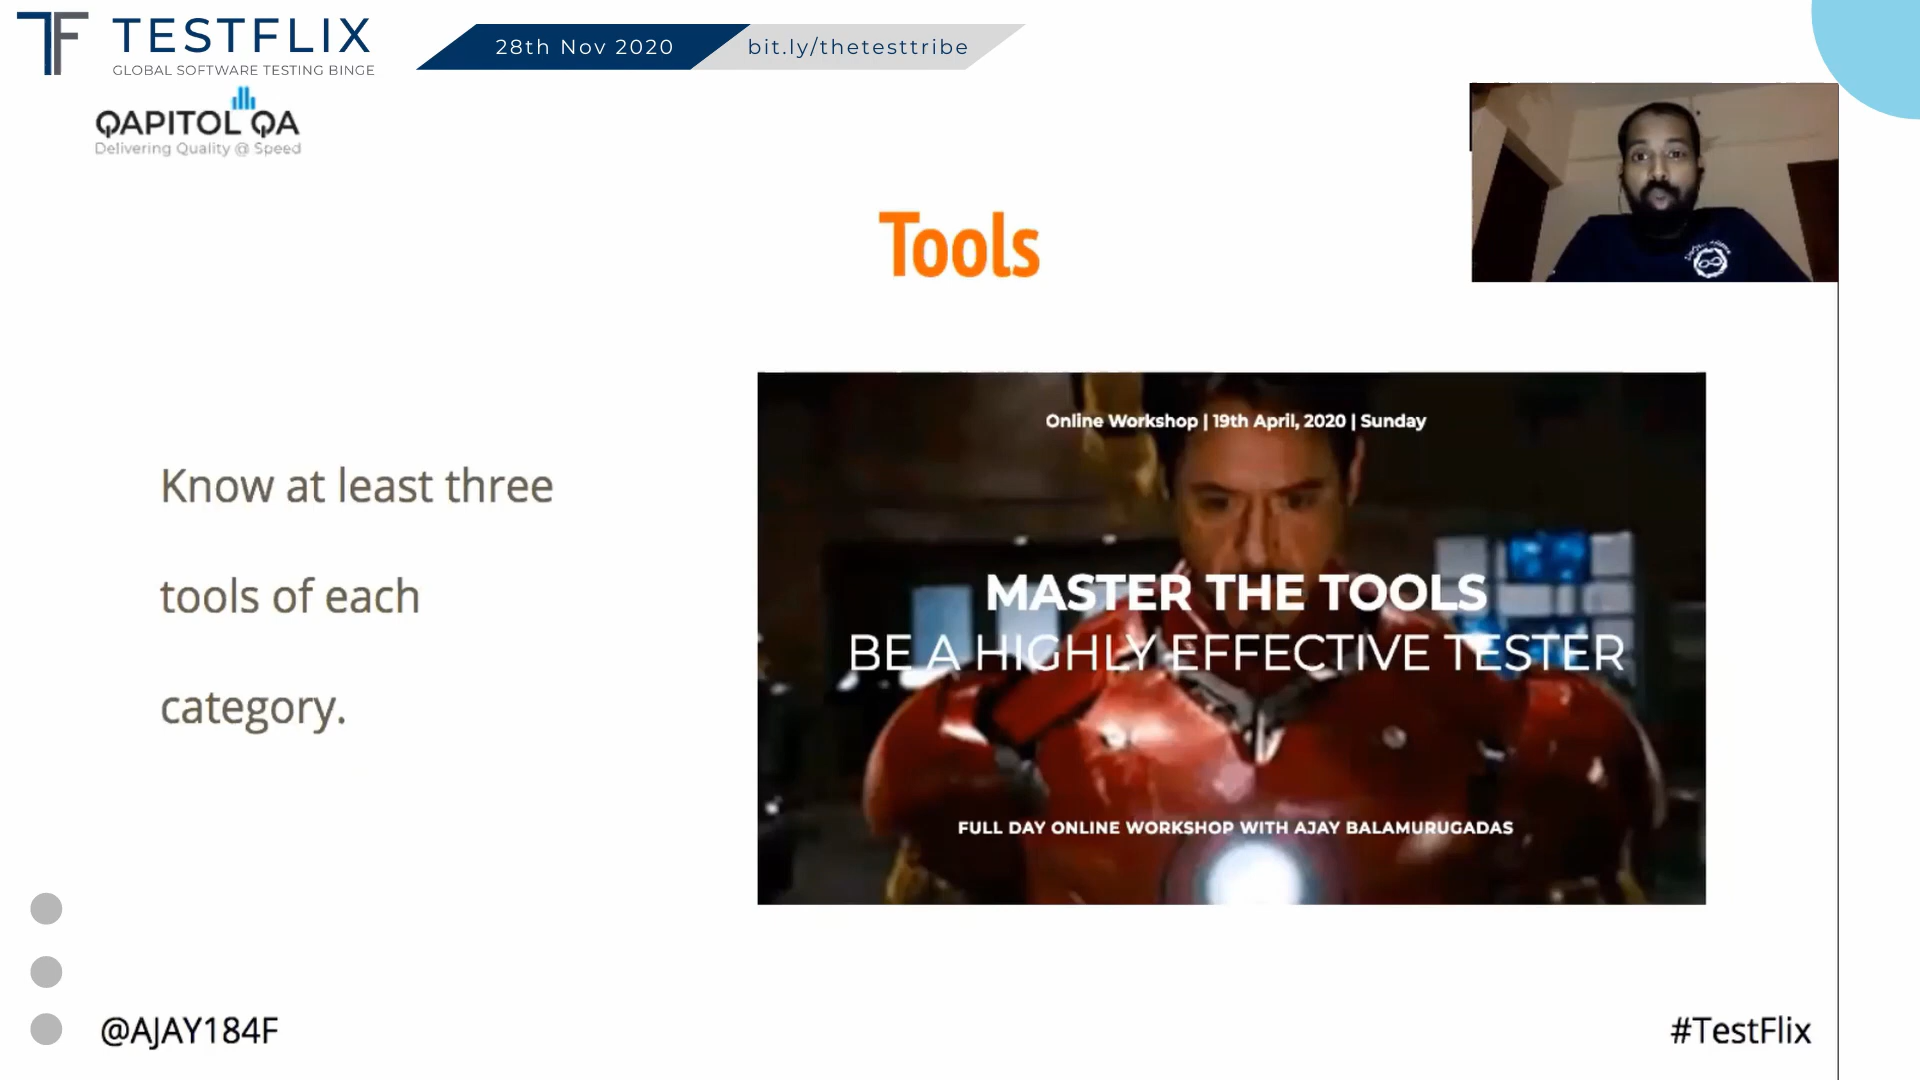 TF TESTFLIX
GLOBAL SOFTWARE TESTING BINGE
28th Nov 2020
bit.ly/thetesttribe
QAPITOL QA
Delivering Quality @ Speed
Tools
Know at least three
tools of each
category.
Online Workshop | 19th April, 2020 | Sunday
MASTER THE TOOLS
BE A HIGHLY EFFECTIVE TESTER
FULL DAY ONLINE WORKSHOP WITH AJAY BALAMURUGADAS
@AJAY184F
#TestFlix